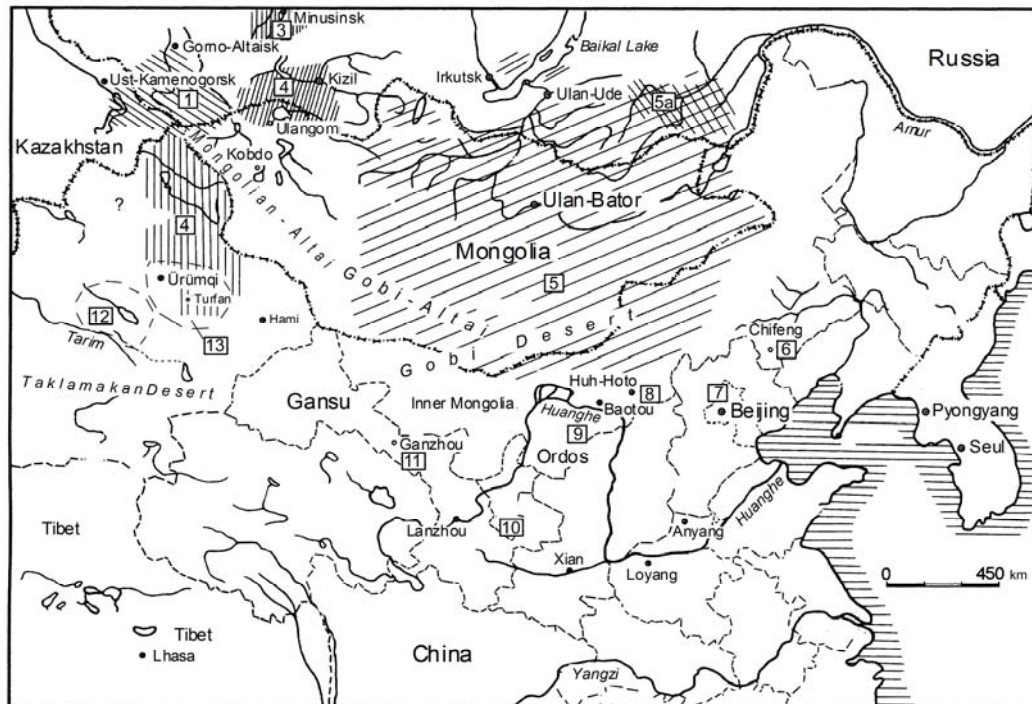 Minusinsk
3
Gorno-Altaisk
Baikal Lake
Russia
Ust-Kamenogorsk
Irkutsk
1
4
Kizil
Ulan-Ude
5a
Ulangom
Amur
Kazakhstan
Kobdo
Mongolian-Altai
?
Ulan-Bator
4
Mongolia
Gobi-Altai
Ürümqi
5
Turfan
12
Hami
Chifeng
13
6
Tarim
Gobi Desert
Taklamakan Desert
Huh-Hoto
8
7
Gansu
Inner Mongolia
Huanghe
Baotou
Beijing
Pyongyang
9
Ganzhou
Ordos
Seul
11
Huanghe
Tibet
Lanzhou
10
Anyang
Xian
Loyang
0 450 km
Tibet
Lhasa
China
Yangzi